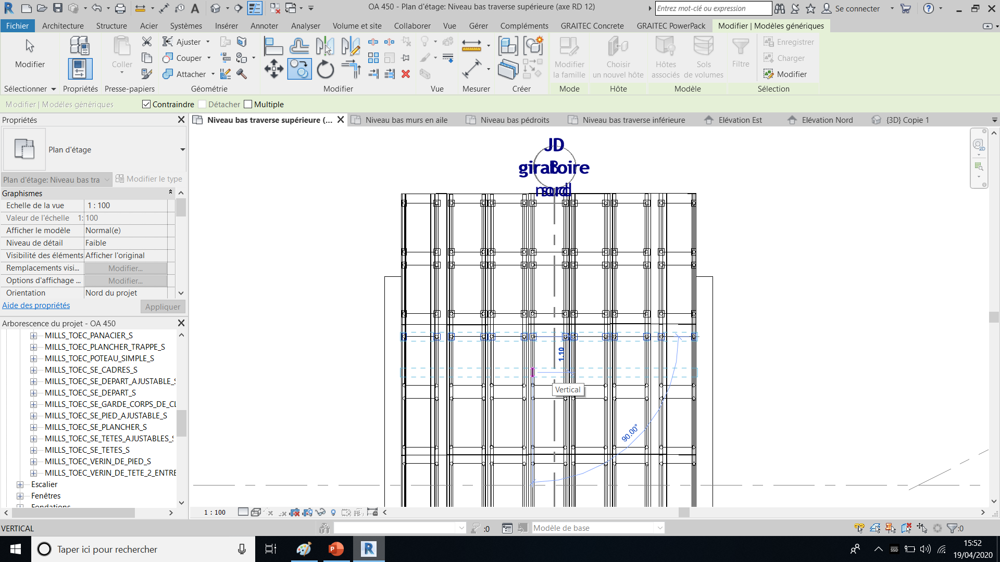 OA 450 - Plan d'étage: Niveau bas traverse supérieure (axe RD 12)
Entrez mot-clé ou expression
Se connecter
Fichier Architecture Structure Acier Systèmes Insérer Annoter Analyser Volume et site Collaborer Vue Gérer Compléments GRAITEC Concrete GRAITEC PowerPack Modifier | Modèles génériques
Modifier
Coller
Ajuster
Couper
Attacher
Modifier la famille
Choisir un nouvel hôte
Hôtes associés
Sols de volumes
Filtre
Enregistrer
Charger
Modifier
Sélectionner Propriétés Presse-papiers Géométrie Modifier Vue Mesurer Créer Mode Hôte Modèle Sélection
Modifier | Modèles génériques Contraindre Détacher Multiple
Propriétés
Niveau bas traverse supérieure (... Niveau bas murs en aile Niveau bas pédroits Niveau bas traverse inférieure Elévation Est Elévation Nord {3D} Copie 1
Plan d'étage
Plan d'étage: Niveau bas tra Modifier le type
Graphismes
Echelle de la vue 1 : 100
Valeur de l'échelle 1: 100
Afficher le modèle Normal(e)
Niveau de détail Faible
Visibilité des éléments Afficher l'original
Remplacements visi... Modifier...
Options d'affichage ... Modifier...
Orientation Nord du projet
Aide des propriétés Appliquer
Arborescence du projet - OA 450
MILLS_TOEC_PANACIER_S
MILLS_TOEC_PLANCHER_TRAPPE_S
MILLS_TOEC_POTEAU_SIMPLE_S
MILLS_TOEC_SE_CADRES_S
MILLS_TOEC_SE_DEPART_AJUSTABLE_S
MILLS_TOEC_SE_DEPART_S
MILLS_TOEC_SE_GARDE_CORPS_DE_CL
MILLS_TOEC_SE_PIED_AJUSTABLE_S
MILLS_TOEC_SE_PLANCHER_S
MILLS_TOEC_SE_TETES_AJUSTABLES_S
MILLS_TOEC_SE_TETES_S
MILLS_TOEC_VERIN_DE_PIED_S
MILLS_TOEC_VERIN_DE_TETE_2_ENTRE
Escalier
Fenêtres
Fondations
JD
giratoire
nord
1.10
Vertical
90.00°
2D
1 : 100
VERTICAL
:0
Modèle de base
:0
Taper ici pour rechercher
SSD
15:52
19/04/2020